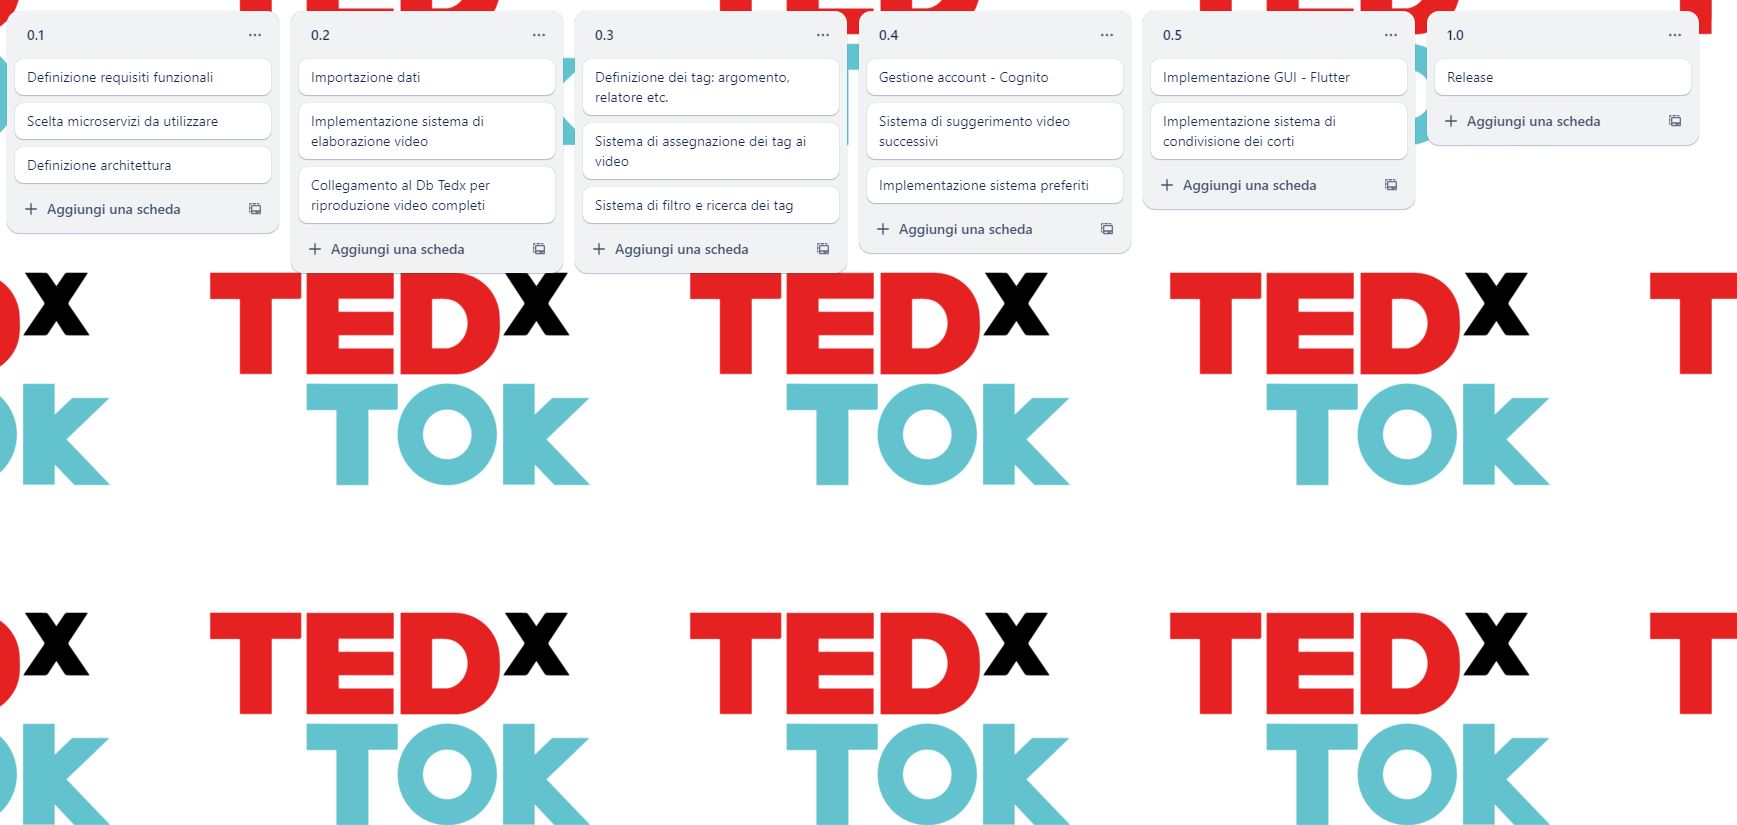 0.1
Definizione requisiti funzionali
Scelta microservizi da utilizzare
Definizione architettura
Aggiungi una scheda
0.2
Importazione dati
Implementazione sistema di
elaborazione video
Collegamento al Db Tedx per
riproduzione video completi
Aggiungi una scheda
0.3
Definizione dei tag: argomento,
relatore etc.
Sistema di assegnazione dei tag ai
video
Sistema di filtro e ricerca dei tag
Aggiungi una scheda
0.4
Gestione account - Cognito
Sistema di suggerimento video
successivi
Implementazione sistema preferiti
Aggiungi una scheda
0.5
Implementazione GUI - Flutter
Implementazione sistema di
condivisione dei corti
Aggiungi una scheda
1.0
Release
Aggiungi una scheda
X TEDX TEDX TEDX T
OK TOK TOK TOK
X TEDX TEDX TEDX T
OK TOK TOK TOK